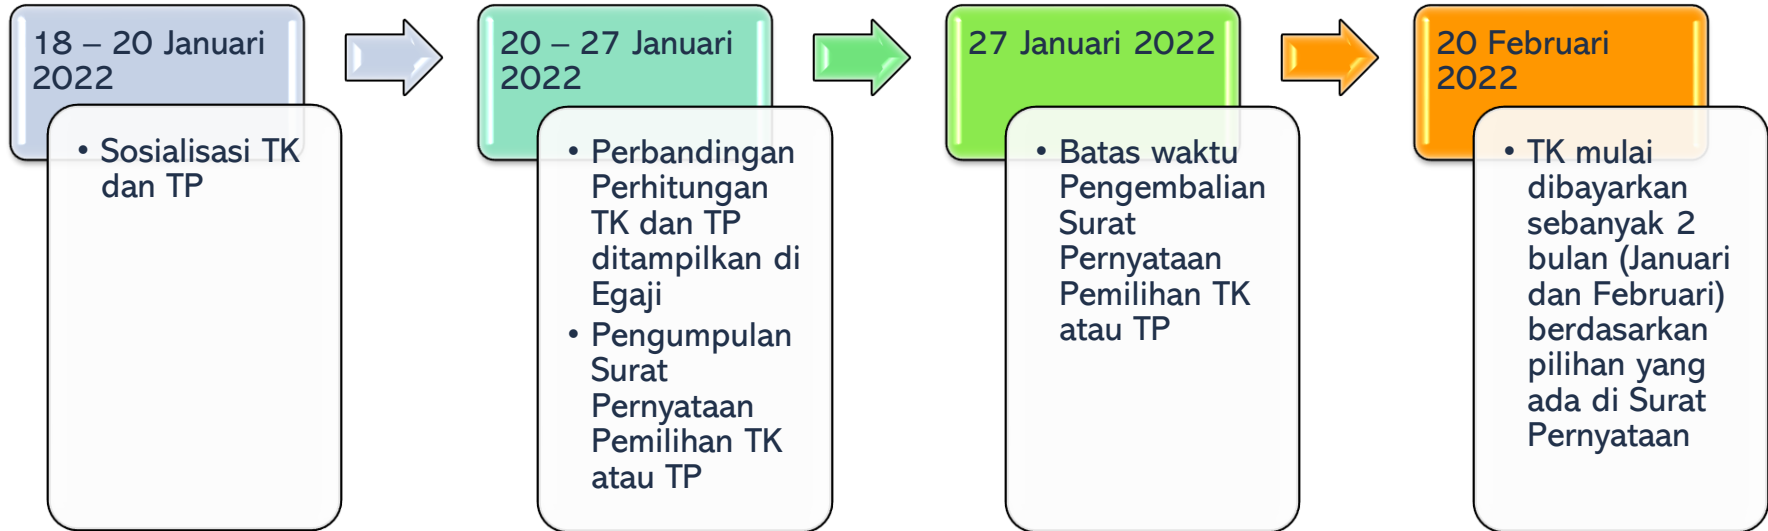 18 – 20 Januari
2022
• Sosialisasi TK
dan TP
20 – 27 Januari
2022
• Perbandingan
Perhitungan
TK dan TP
ditampilkan di
Egaji
• Pengumpulan
Surat
Pernyataan
Pemilihan TK
atau TP
27 Januari 2022
• Batas waktu
Pengembalian
Surat
Pernyataan
Pemilihan TK
atau TP
20 Februari
2022
• TK mulai
dibayarkan
sebanyak 2
bulan (Januari
dan Februari)
berdasarkan
pilihan yang
ada di Surat
Pernyataan